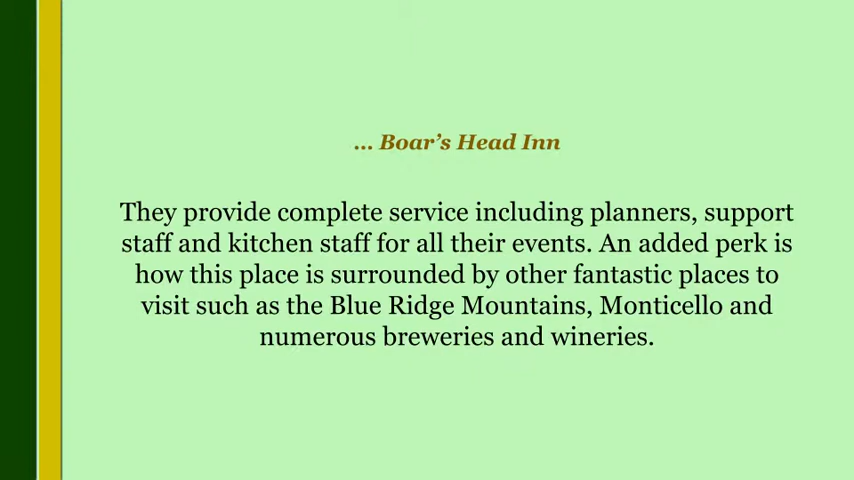 ... Boar’s Head Inn
They provide complete service including planners, support
staff and kitchen staff for all their events. An added perk is
how this place is surrounded by other fantastic places to
visit such as the Blue Ridge Mountains, Monticello and
numerous breweries and wineries.